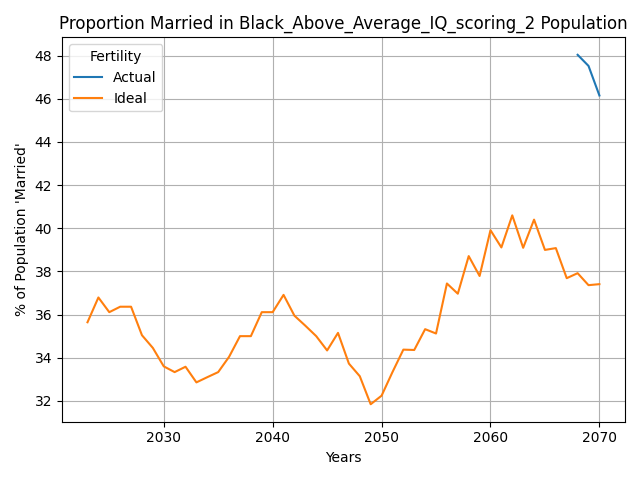 Proportion Married in Black_Above_Average_IQ_scoring_2 Population
Fertility
Actual
Ideal
% of Population 'Married'
48
46
44
42
40
38
36
34
32
2030
2040
2050
2060
2070
Years